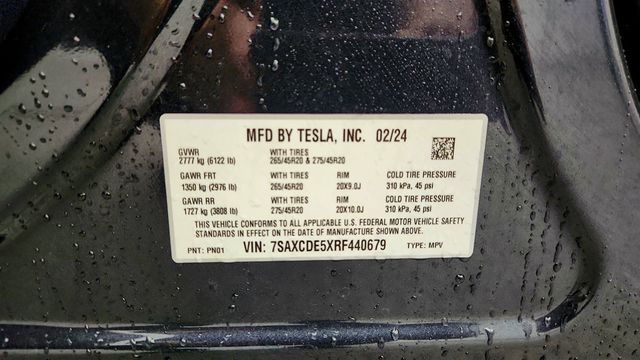 MFD BY TESLA, INC. 02/24
GVWR WITH TIRES
2777 kg (6122 lb) 265/45R20 & 275/45R20
GAWR FRT WITH TIRES RIM COLD TIRE PRESSURE
1350 kg (2976 lb) 265/45R20 20X9.0J 310 kPa, 45 psi
GAWR RR WITH TIRES RIM COLD TIRE PRESSURE
1727 kg (3808 lb) 275/45R20 20X10.0J 310 kPa, 45 psi
THIS VEHICLE CONFORMS TO ALL APPLICABLE U.S. FEDERAL MOTOR VEHICLE SAFETY
STANDARDS IN EFFECT ON THE DATE OF MANUFACTURE SHOWN ABOVE.
PNT: PN01 VIN: 7SAXCDE5XRF440679 TYPE: MPV